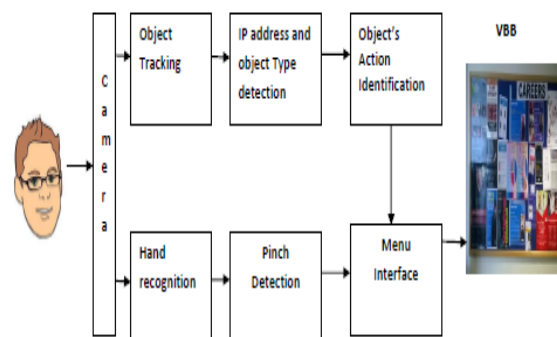 VBB
Object
Tracking
IP address and
object Type
detection
Object's
Action
Identification
Camera
CAREERS
Hand
recognition
Pinch
Detection
Menu
Interface